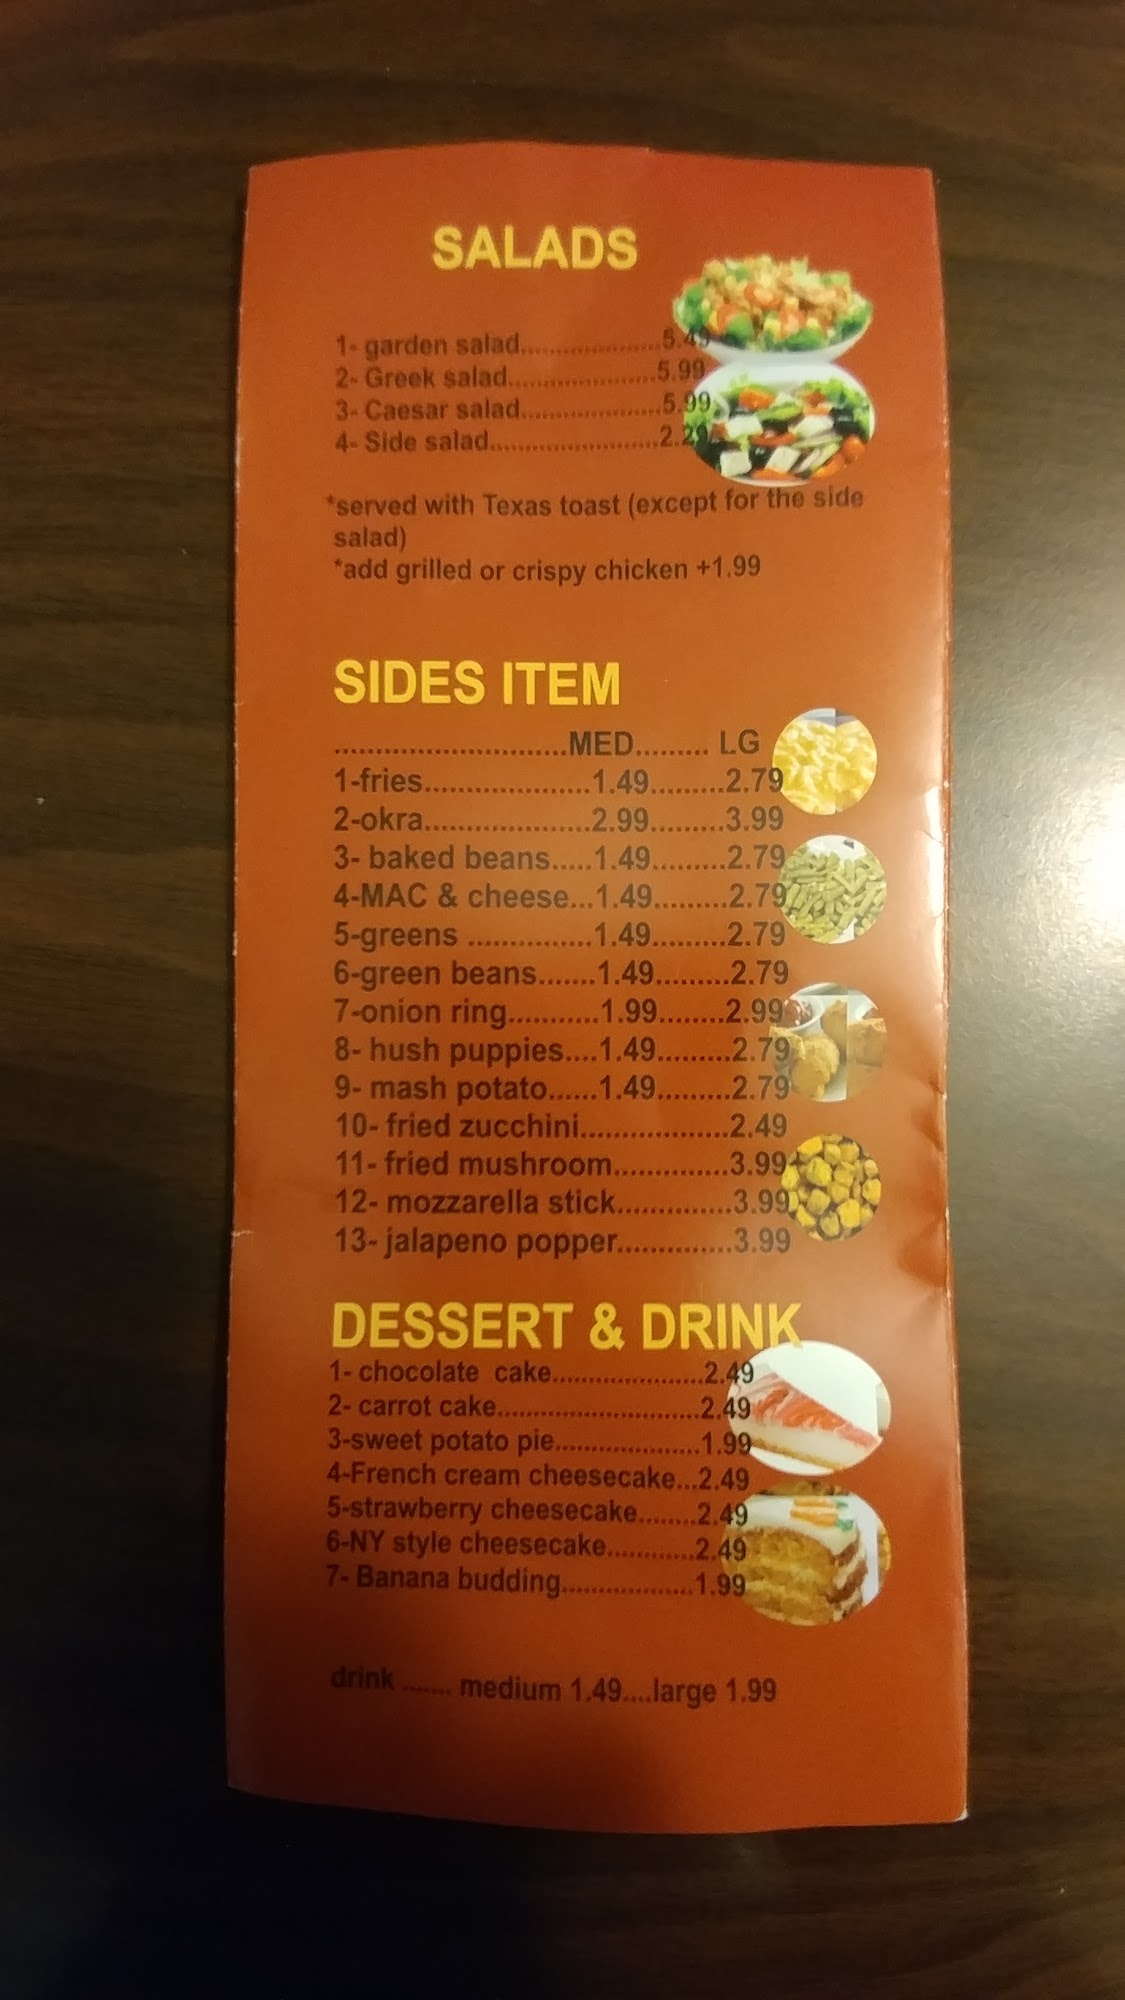 SALADS
1- garden salad....................5.49
2- Greek salad.....................5.99
3- Caesar salad....................5.99
4- Side salad........................2.29
*served with Texas toast (except for the side
salad)
*add grilled or crispy chicken +1.99
SIDES ITEM
............................MED......... LG
1-fries....................1.49.........2.79
2-okra....................2.99.........3.99
3- baked beans.....1.49.........2.79
4-MAC & cheese...1.49.........2.79
5-greens ...............1.49.........2.79
6-green beans.......1.49.........2.79
7-onion ring...........1.99........2.99
8- hush puppies....1.49.........2.79
9- mash potato......1.49.........2.79
10- fried zucchini..................2.49
11- fried mushroom..............3.99
12- mozzarella stick..............3.99
13- jalapeno popper..............3.99
DESSERT & DRINK
1- chocolate cake......................2.49
2- carrot cake.............................2.49
3-sweet potato pie.....................1.99
4-French cream cheesecake...2.49
5-strawberry cheesecake........2.49
6-NY style cheesecake............2.49
7- Banana budding...................1.99
drink ....... medium 1.49....large 1.99